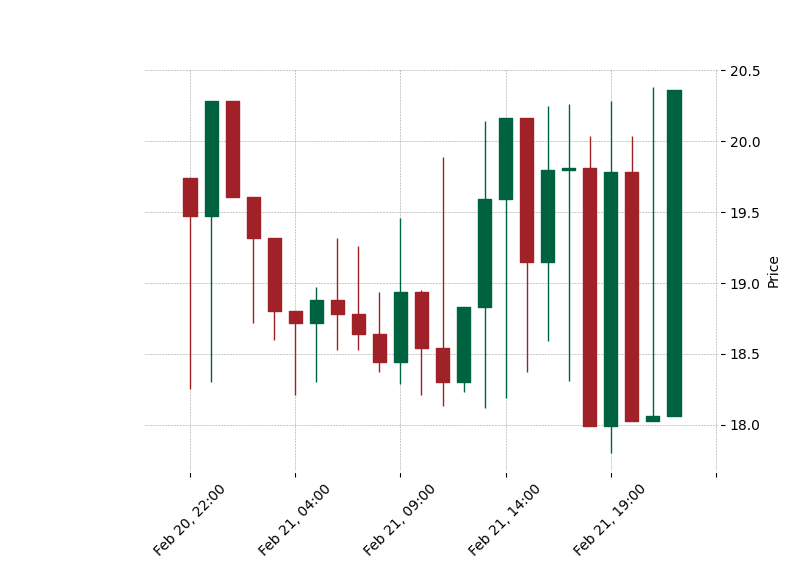 20.5
20.0
19.5
19.0
18.5
18.0
Price
Feb 20, 22:00
Feb 21, 04:00
Feb 21, 09:00
Feb 21, 14:00
Feb 21, 19:00